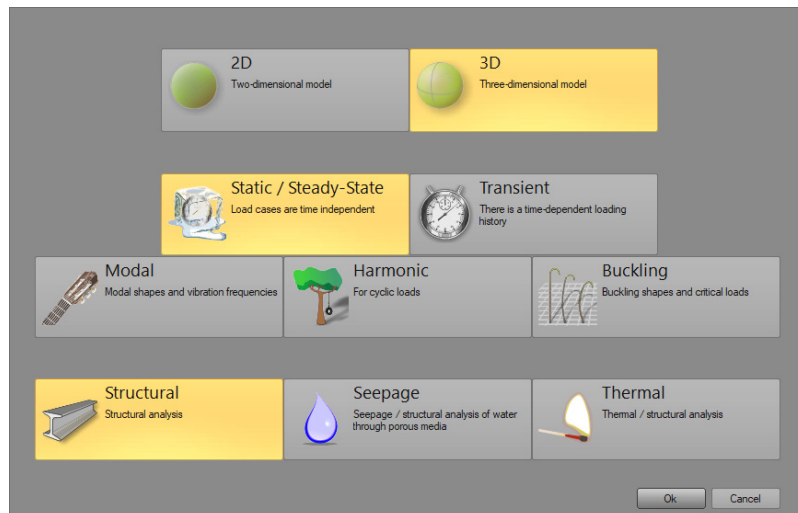 2D
Two-dimensional model
3D
Three-dimensional model
Static / Steady-State
Load cases are time independent
Transient
There is a time-dependent loading
history
Modal
Modal shapes and vibration frequencies
Harmonic
For cyclic loads
Buckling
Buckling shapes and critical loads
Structural
Structural analysis
Seepage
Seepage / structural analysis of water
through porous media
Thermal
Thermal / structural analysis
Ok
Cancel